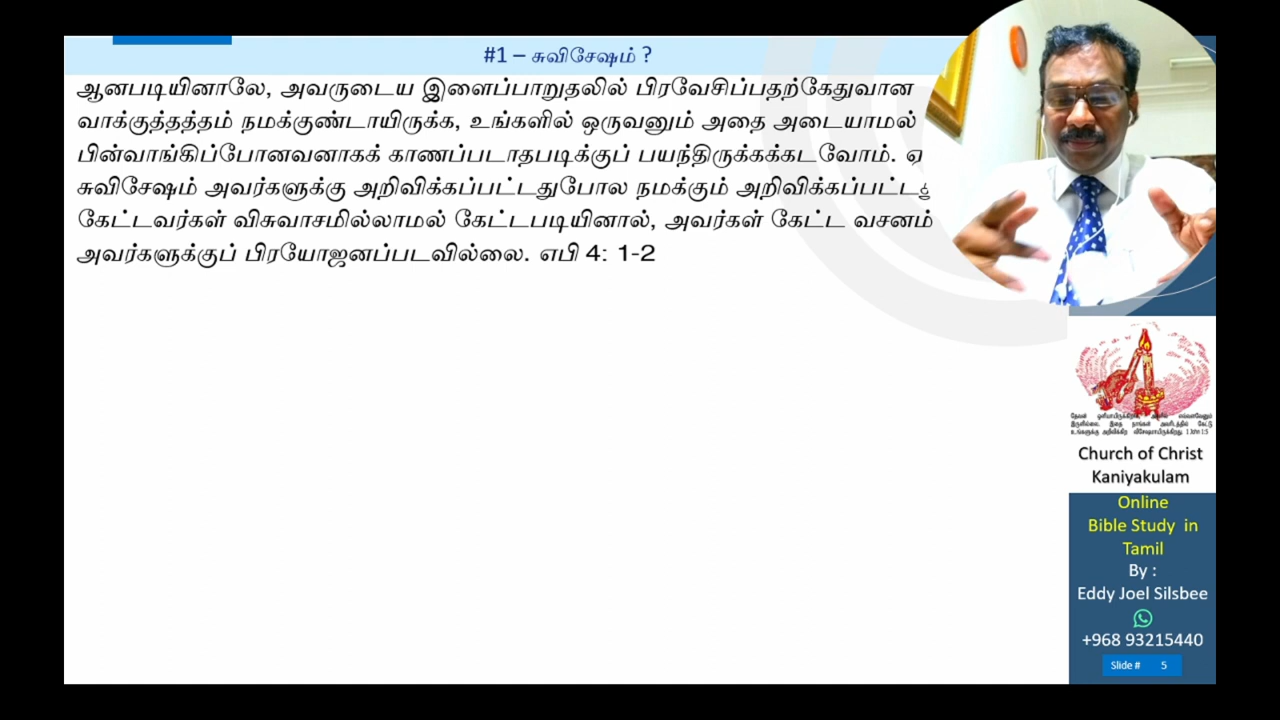 #1 – சுவிசேஷம் ?
ஆனபடியினாலே, அவருடைய இளைப்பாறுதலில் பிரவேசிப்பதற்கேதுவான
வாக்குத்தத்தம் நமக்குண்டாயிருக்க, உங்களில் ஒருவனும் அதை அடையாமல்
பின்வாங்கிப்போனவனாகக் காணப்படாதபடிக்குப் பயந்திருக்கக்கடவோம்.
சுவிசேஷம் அவர்களுக்கு அறிவிக்கப்பட்டதுபோல நமக்கும்
கேட்டவர்கள் விசுவாசமில்லாமல் கேட்டபடியினால், அவர்கள் கேட்ட வசனம்
அவர்களுக்குப் பிரயோஜனப்படவில்லை. எபி 4: 1-2
Church of Christ
Kaniyakulam
Online
Bible Study in
Tamil
By :
Eddy Joel Silsbee
+968 93215440
Slide # 5